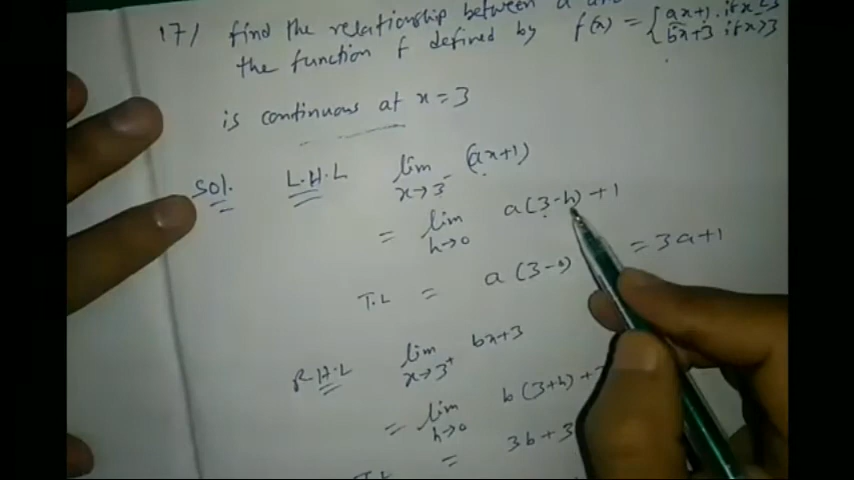 17) find the relationship between a
the function f defined by f(x) = { ax+1 . if x≤3
bx+3 if x>3
is continuous at x=3
Sol. L.H.L lim x→3⁻ (ax+1)
= lim h→0 a(3-h)+1
T.L = a(3-0) = 3a+1
R.H.L lim x→3⁺ bx+3
= lim h→0 b(3+h)+
= 3b+3
T.L